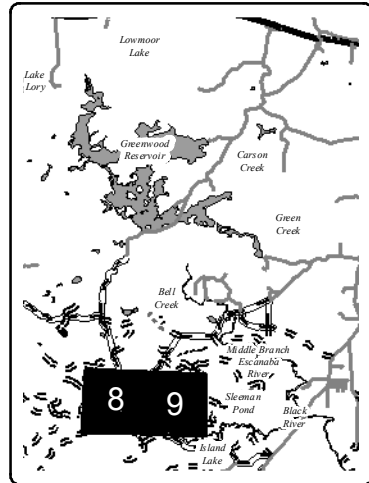 Lowmoor
Lake
Lake
Lory
Greenwood
Reservoir
Carson
Creek
Green
Creek
Bell
Creek
Middle Branch
Escanaba
River
8 9
Sleeman
Pond
Black
River
Island
Lake